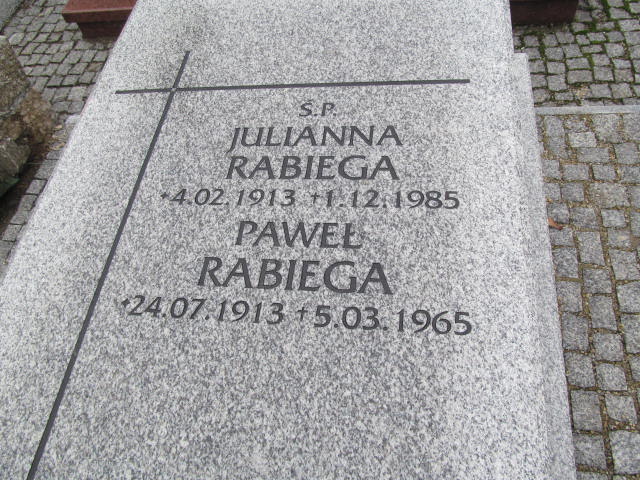 S.P.
JULIANNA
RABIEGA
*4.02.1913 †1.12.1985
PAWEŁ
RABIEGA
*24.07.1913 †5.03.1965